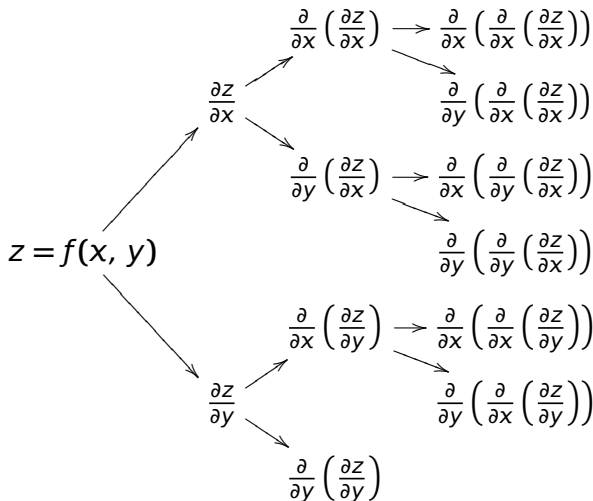 ∂/∂x (∂z/∂x) → ∂/∂x (∂/∂x (∂z/∂x))
∂z/∂x
∂/∂y (∂/∂x (∂z/∂x))
∂/∂y (∂z/∂x) → ∂/∂x (∂/∂y (∂z/∂x))
z = f(x, y)
∂/∂y (∂/∂y (∂z/∂x))
∂/∂x (∂z/∂y) → ∂/∂x (∂/∂x (∂z/∂y))
∂z/∂y
∂/∂y (∂/∂x (∂z/∂y))
∂/∂y (∂z/∂y)